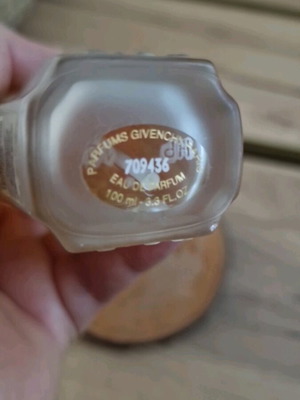 PARFUMS GIVENCHY
709436
EAU DE PARFUM
100 ml - 3.3 FL.OZ